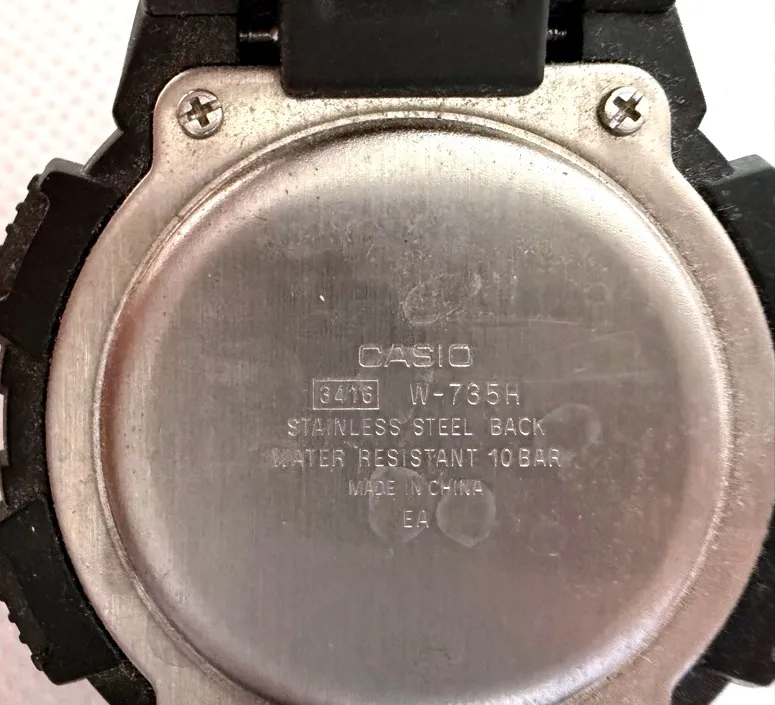 CASIO
3416 W-735H
STAINLESS STEEL BACK
WATER RESISTANT 10 BAR
MADE IN CHINA
EA